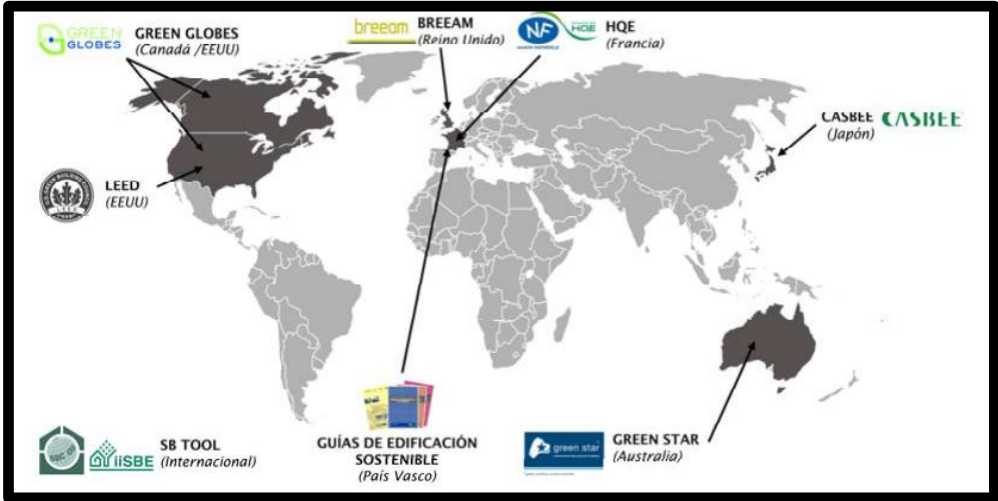 GREEN
GLOBES
GREEN GLOBES
(Canadá /EEUU)
breeam
BREEAM
(Reino Unido)
NF
HQE
HQE
(Francia)
CASBEE
(Japón)
CASBEE
LEED
(EEUU)
SB TOOL
(Internacional)
iiSBE
GUÍAS DE EDIFICACIÓN
SOSTENIBLE
(País Vasco)
green star
GREEN STAR
(Australia)